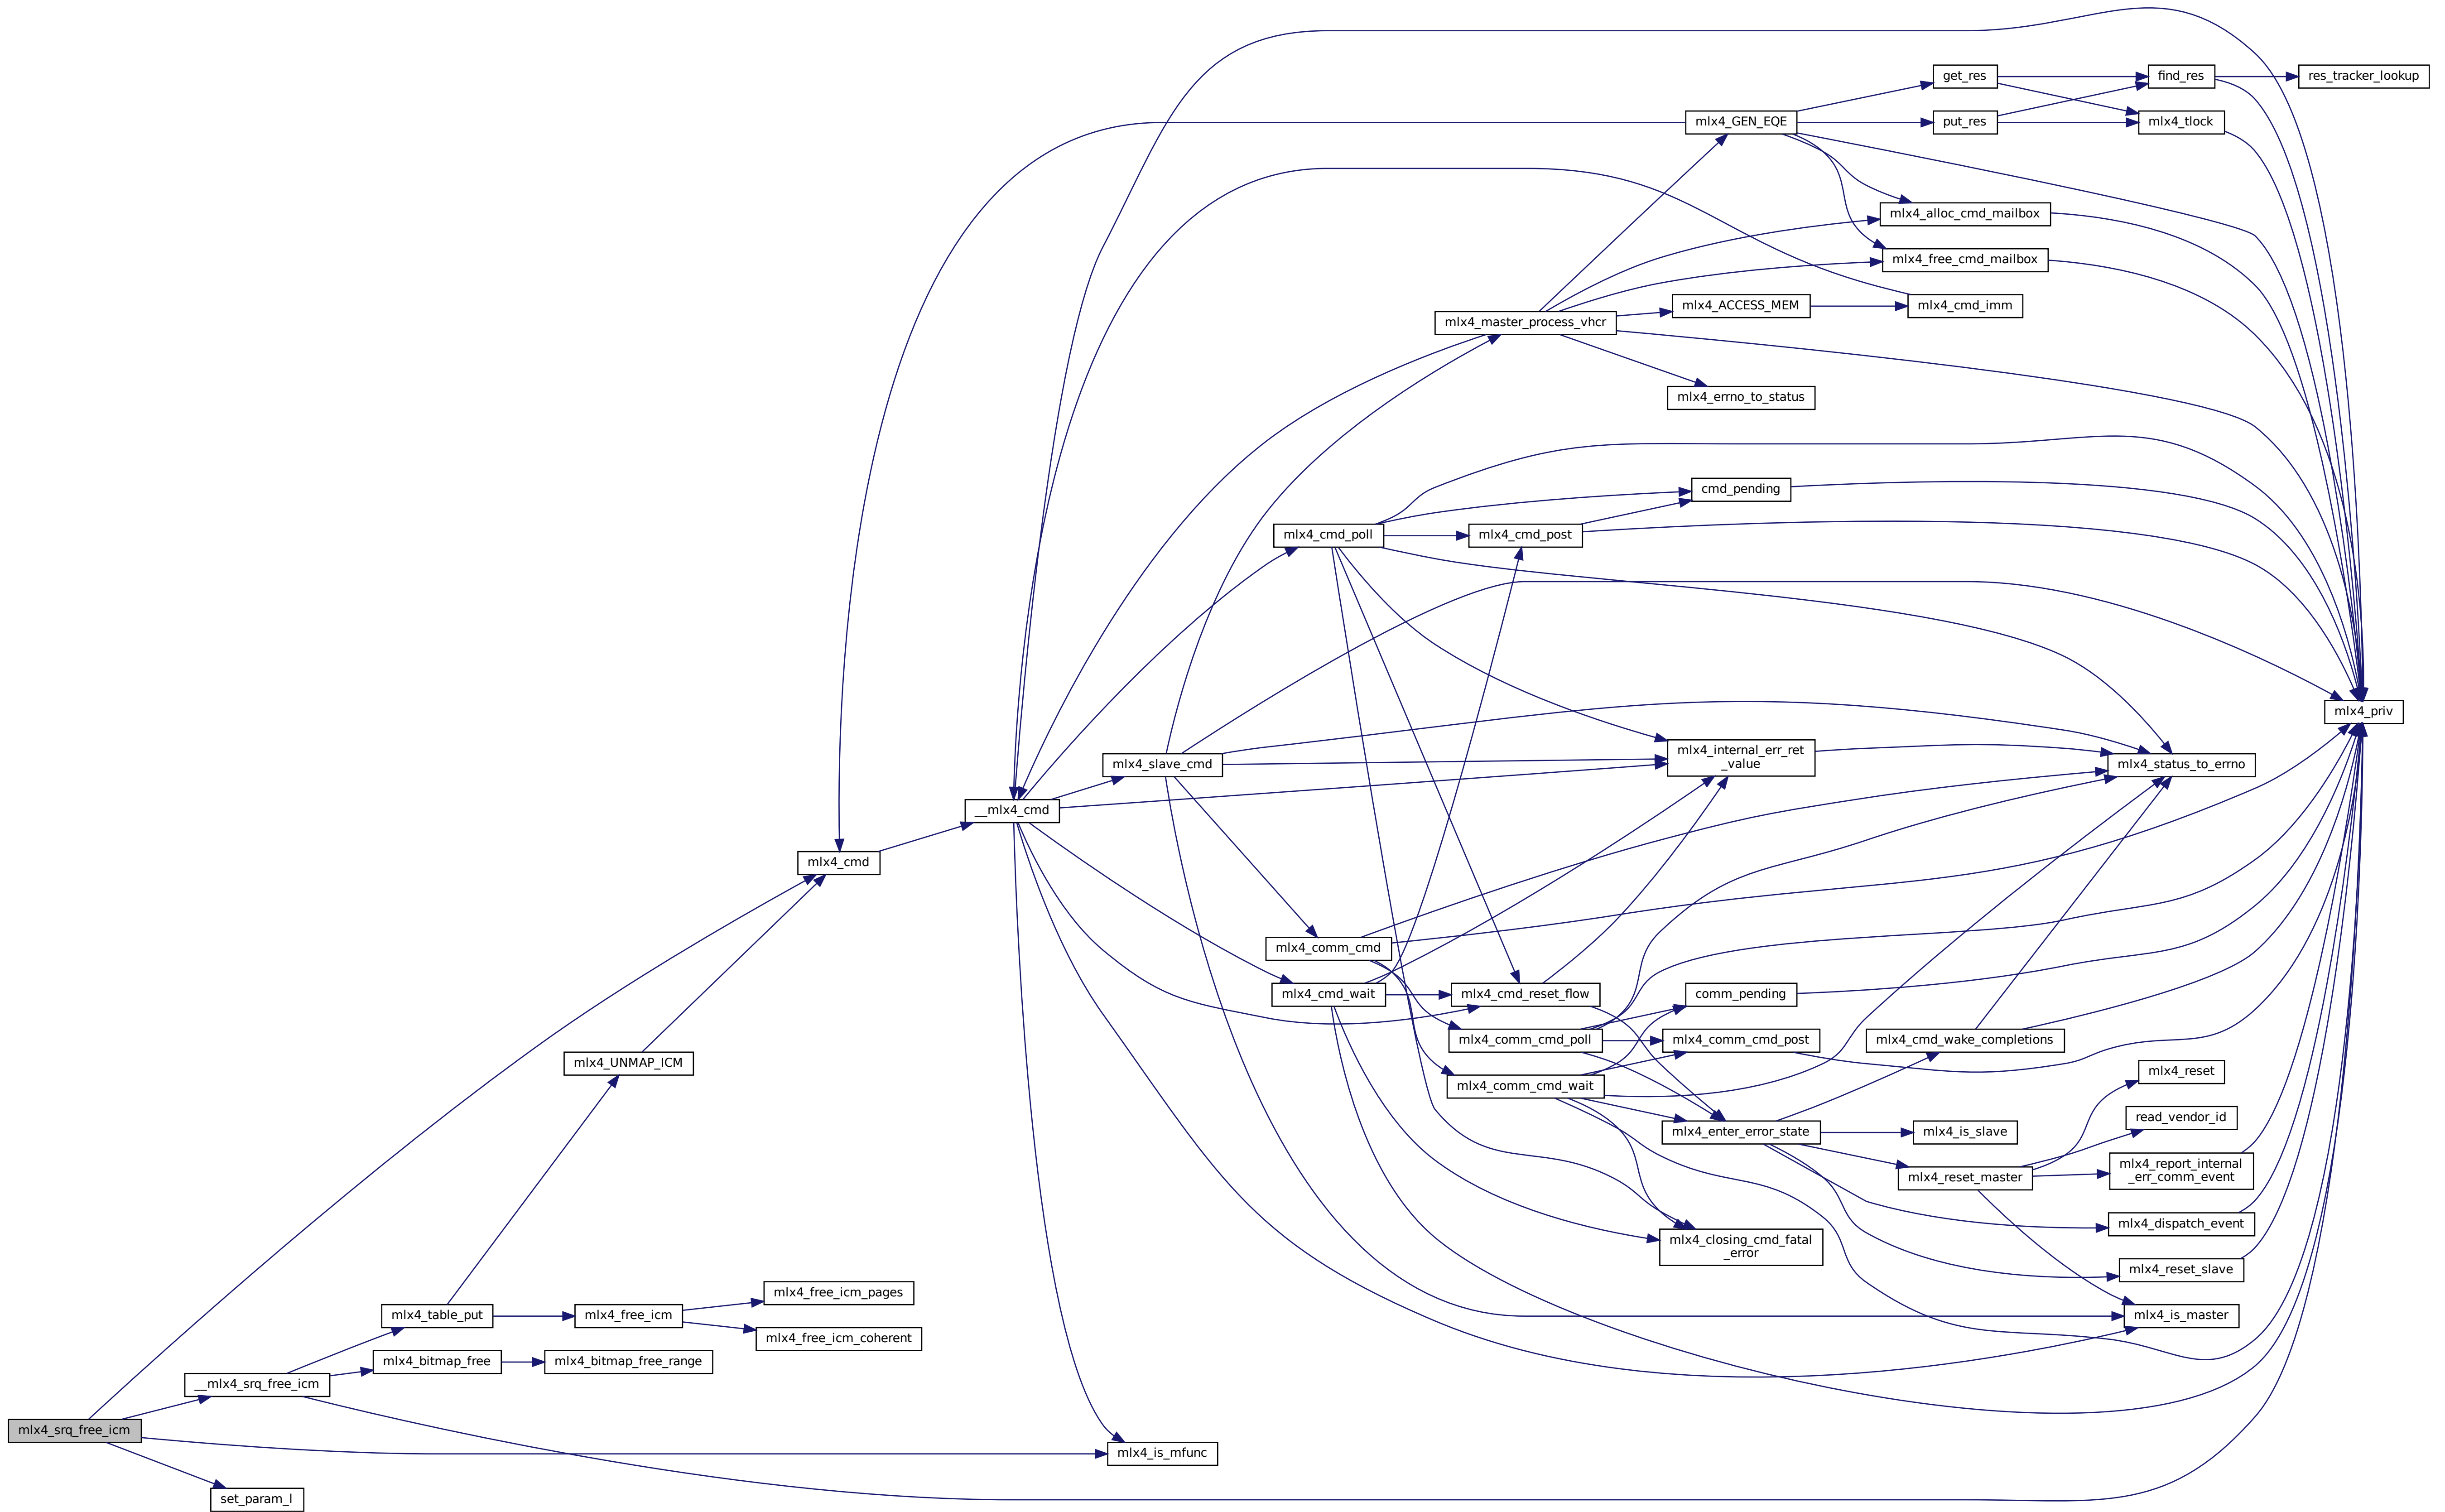 get_res
find_res
res_tracker_lookup
mlx4_GEN_EQE
put_res
mlx4_tlock
mlx4_alloc_cmd_mailbox
mlx4_free_cmd_mailbox
mlx4_ACCESS_MEM
mlx4_cmd_imm
mlx4_master_process_vhcr
mlx4_errno_to_status
cmd_pending
mlx4_cmd_poll
mlx4_cmd_post
mlx4_priv
mlx4_internal_err_ret
_value
mlx4_slave_cmd
mlx4_status_to_errno
__mlx4_cmd
mlx4_cmd
mlx4_comm_cmd
mlx4_cmd_wait
mlx4_cmd_reset_flow
comm_pending
mlx4_comm_cmd_poll
mlx4_comm_cmd_post
mlx4_cmd_wake_completions
mlx4_UNMAP_ICM
mlx4_reset
mlx4_comm_cmd_wait
read_vendor_id
mlx4_enter_error_state
mlx4_is_slave
mlx4_report_internal
_err_comm_event
mlx4_reset_master
mlx4_dispatch_event
mlx4_closing_cmd_fatal
_error
mlx4_reset_slave
mlx4_free_icm_pages
mlx4_table_put
mlx4_free_icm
mlx4_is_master
mlx4_free_icm_coherent
mlx4_bitmap_free
mlx4_bitmap_free_range
__mlx4_srq_free_icm
mlx4_srq_free_icm
mlx4_is_mfunc
set_param_l